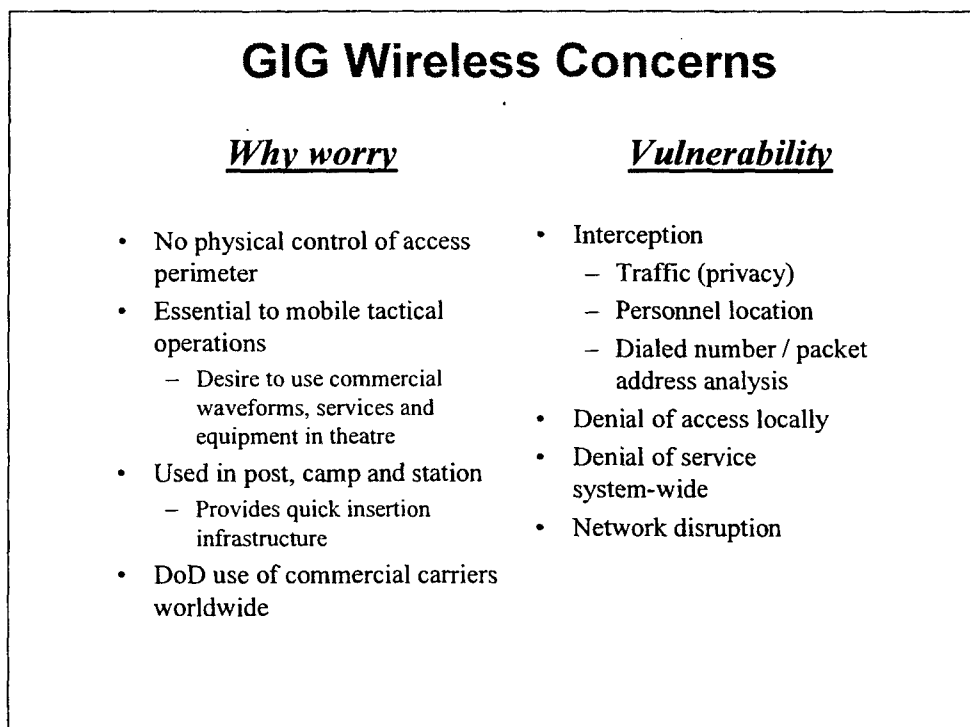 GIG Wireless Concerns
Why worry
• No physical control of access
perimeter
• Essential to mobile tactical
operations
– Desire to use commercial
waveforms, services and
equipment in theatre
• Used in post, camp and station
– Provides quick insertion
infrastructure
• DoD use of commercial carriers
worldwide
Vulnerability
• Interception
– Traffic (privacy)
– Personnel location
– Dialed number / packet
address analysis
• Denial of access locally
• Denial of service
system-wide
• Network disruption